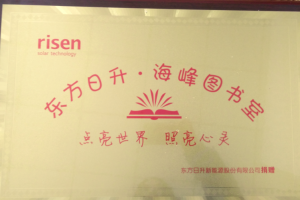 risen
solar technology
东方日升·海峰图书室
点亮世界 照亮心灵
东方日升新能源股份有限公司捐赠